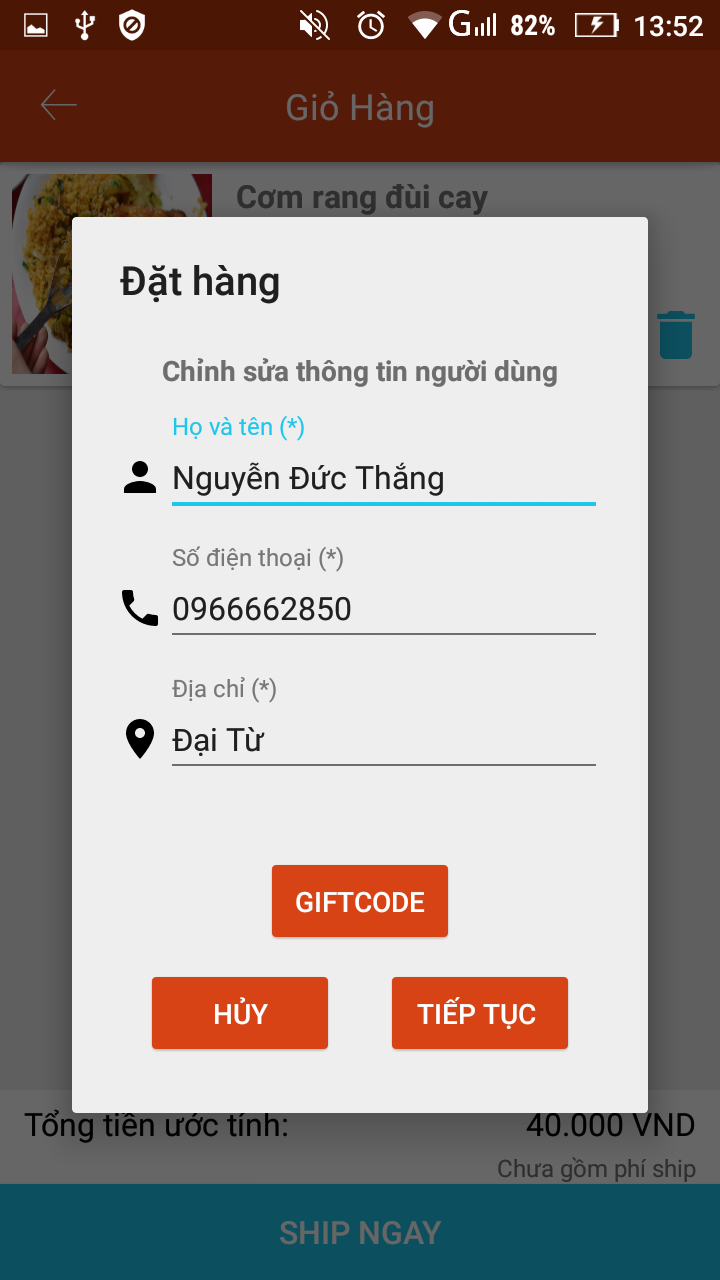 82% 13:52
Giỏ Hàng
Cơm rang đùi cay
Đặt hàng
Chỉnh sửa thông tin người dùng
Họ và tên (*)
Nguyễn Đức Thắng
Số điện thoại (*)
0966662850
Địa chỉ (*)
Đại Từ
GIFTCODE
HỦY TIẾP TỤC
Tổng tiền ước tính: 40.000 VND
Chưa gồm phí ship
SHIP NGAY